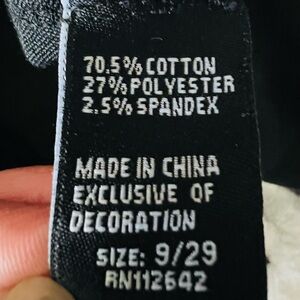 70.5% COTTON
27% POLYESTER
2.5% SPANDEX
MADE IN CHINA
EXCLUSIVE OF
DECORATION
SIZE: 9/29
RN112642